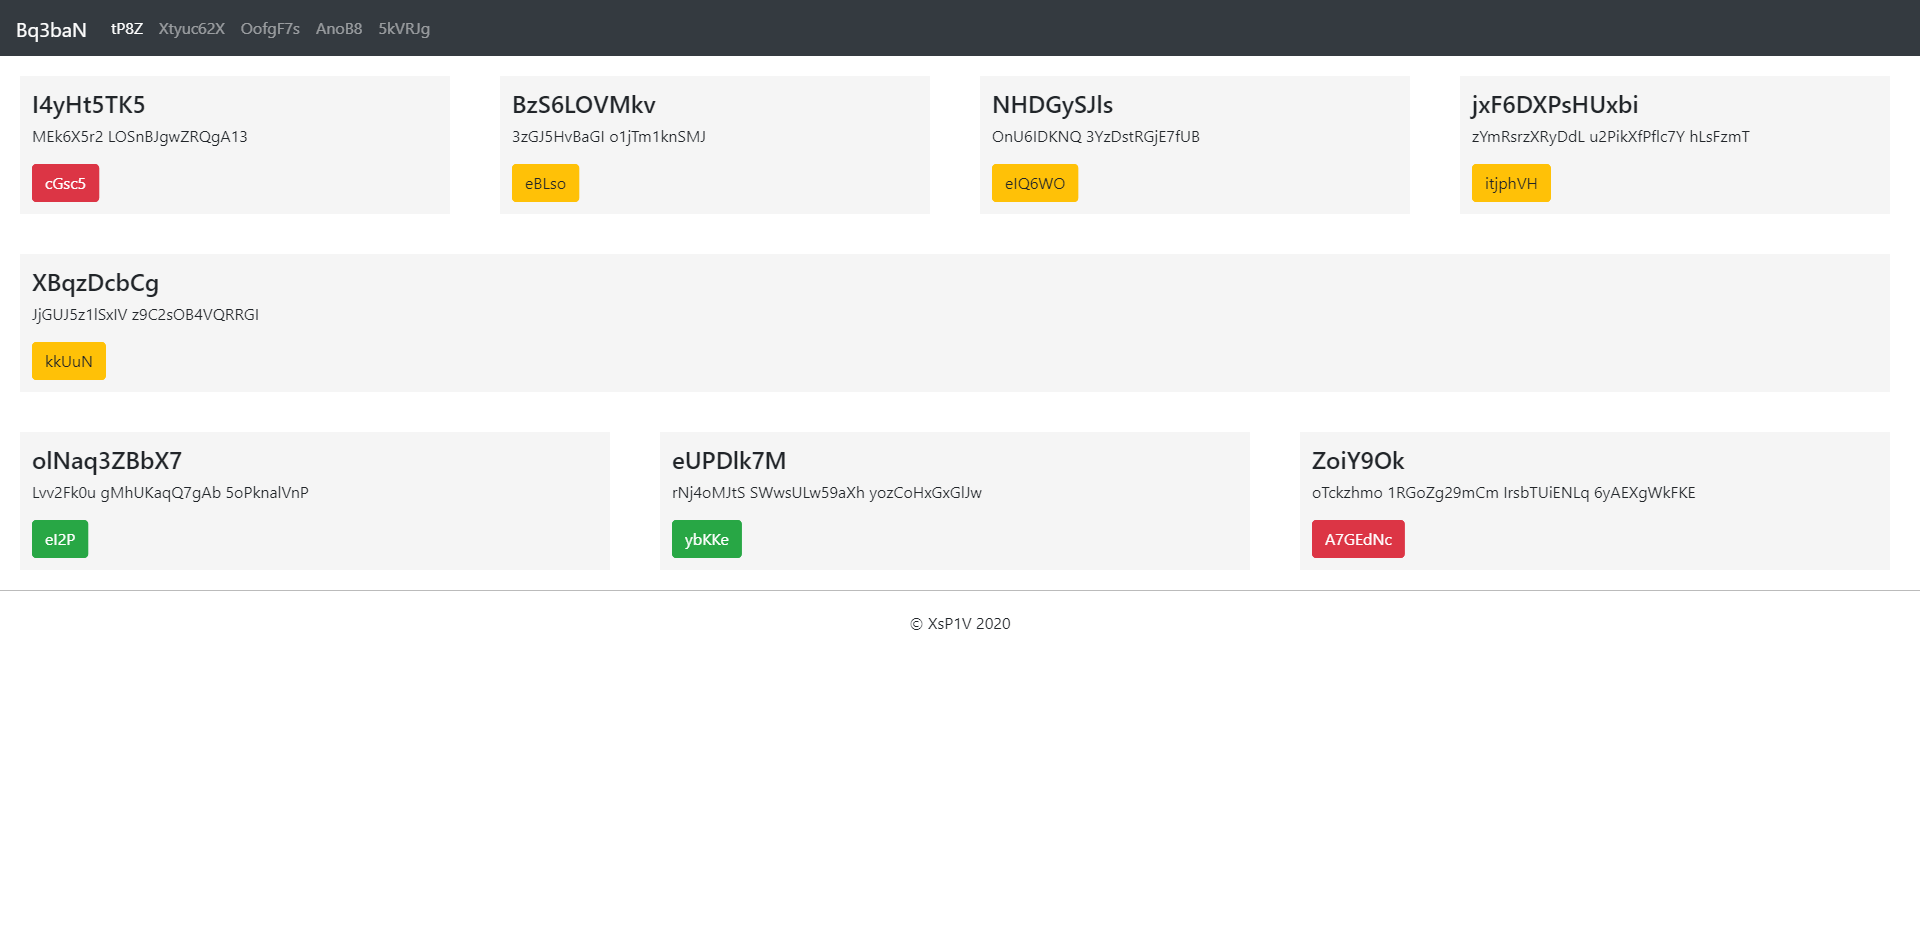 Bq3baN tP8Z Xtyuc62X OofgF7s AnoB8 5kVRJg
I4yHt5TK5
MEk6X5r2 LOSnBJgwZRQgA13
cGsc5
BzS6LOVMkv
3zGJ5HvBaGI o1jTm1knSMJ
eBLso
NHDGySJls
OnU6IDKNQ 3YzDstRGjE7fUB
eIQ6WO
jxF6DXPsHUxbi
zYmRsrzXRyDdL u2PikXfPflc7Y hLsFzmT
itjphVH
XBqzDcbCg
JjGUJ5z1lSxIV z9C2sOB4VQRRGI
kkUuN
olNaq3ZBbX7
Lvv2Fk0u gMhUKaqQ7gAb 5oPknalVnP
eI2P
eUPDlk7M
rNj4oMJtS SWwsULw59aXh yozCoHxGxGlJw
ybKKe
ZoiY9Ok
oTckzhmo 1RGoZg29mCm IrsbTUiENLq 6yAEXgWkFKE
A7GEdNc
© XsP1V 2020